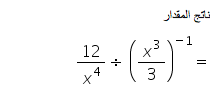 ناتج المقدار
12/x⁴ ÷ (x³/3)⁻¹ =